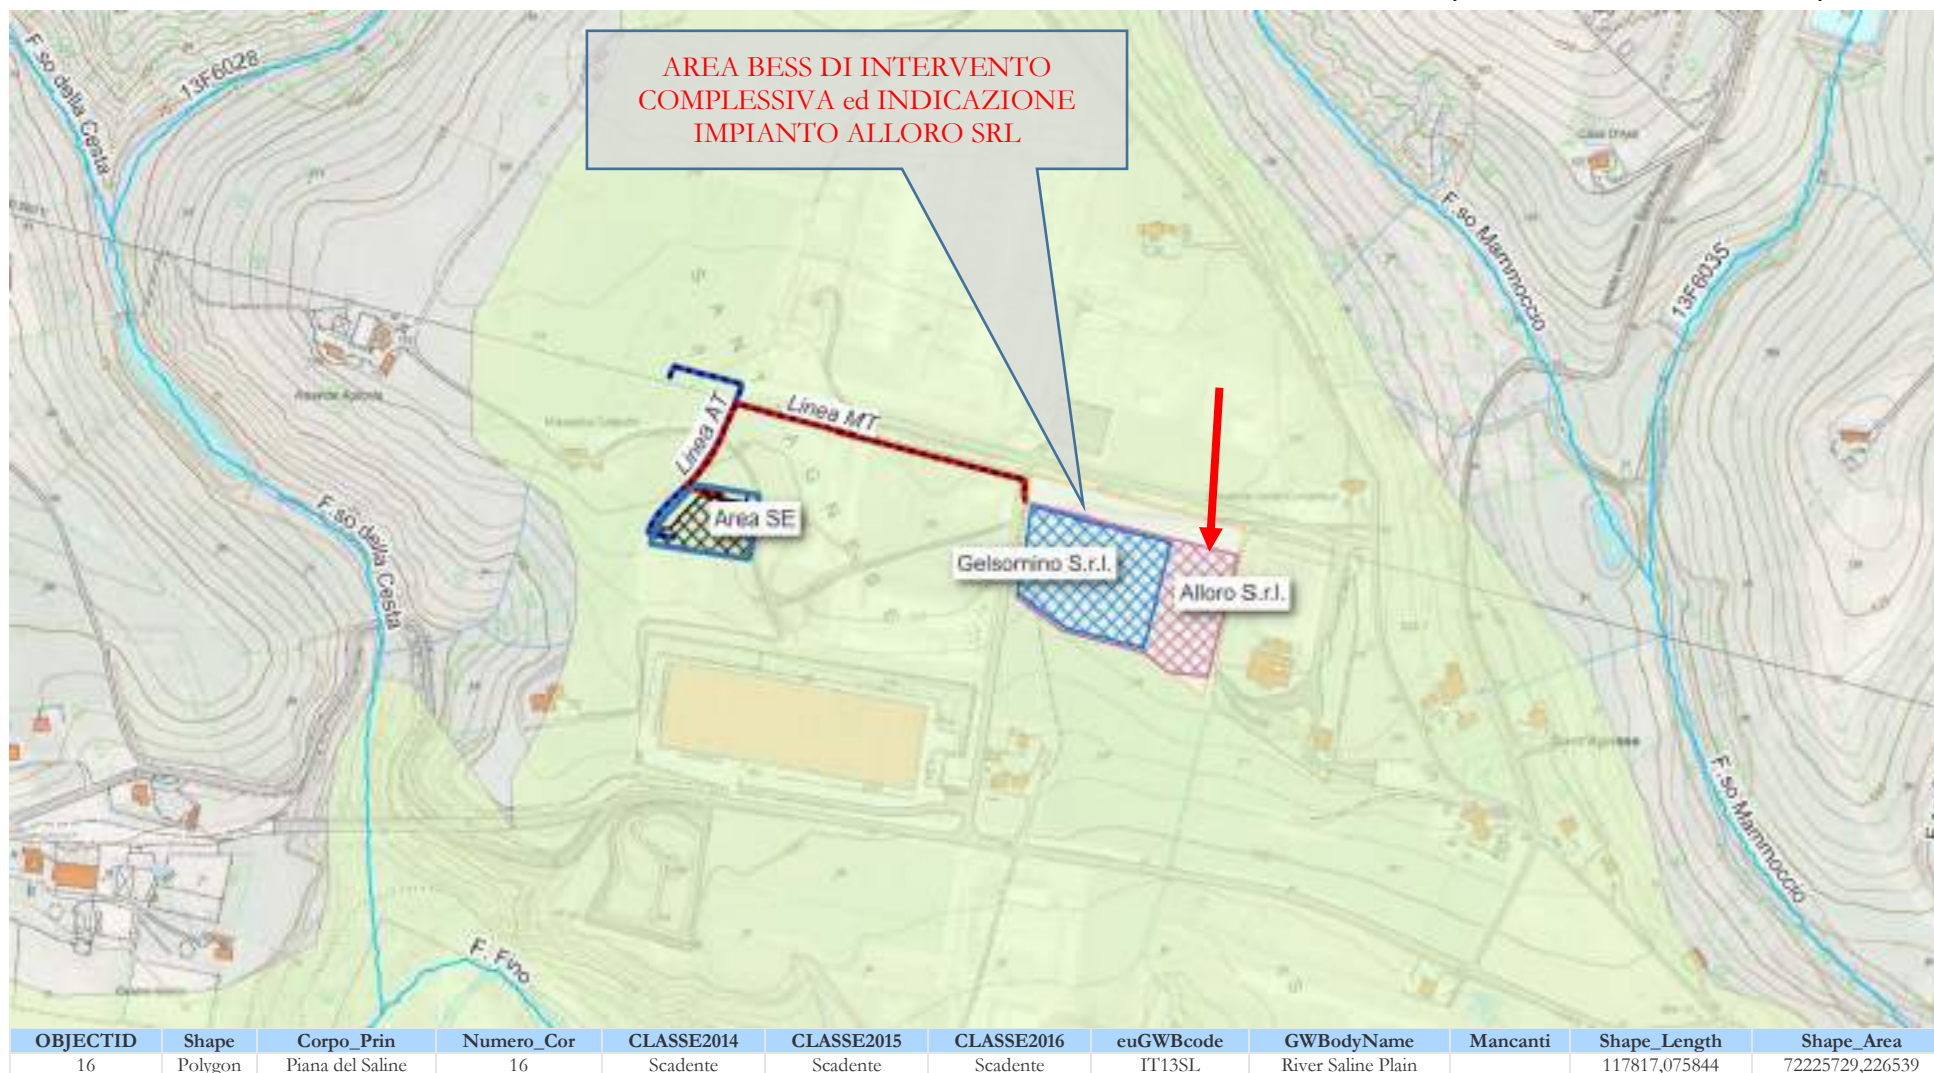 AREA BESS DI INTERVENTO
COMPLESSIVA ed INDICAZIONE
IMPIANTO ALLORO SRL
F.so della Cesta
13F6028
F.so Mammoccio
13F6035
Linea AT
Linea MT
Area SE
Gelsomino S.r.l.
Alloro S.r.l.
F.so della Cesta
F.so Mammoccio
F. Fino
OBJECTID Shape Corpo_Prin Numero_Cor CLASSE2014 CLASSE2015 CLASSE2016 euGWBcode GWBodyName Mancanti Shape_Length Shape_Area
16 Polygon Piana del Saline 16 Scadente Scadente Scadente IT13SL River Saline Plain 117817,075844 72225729,226539